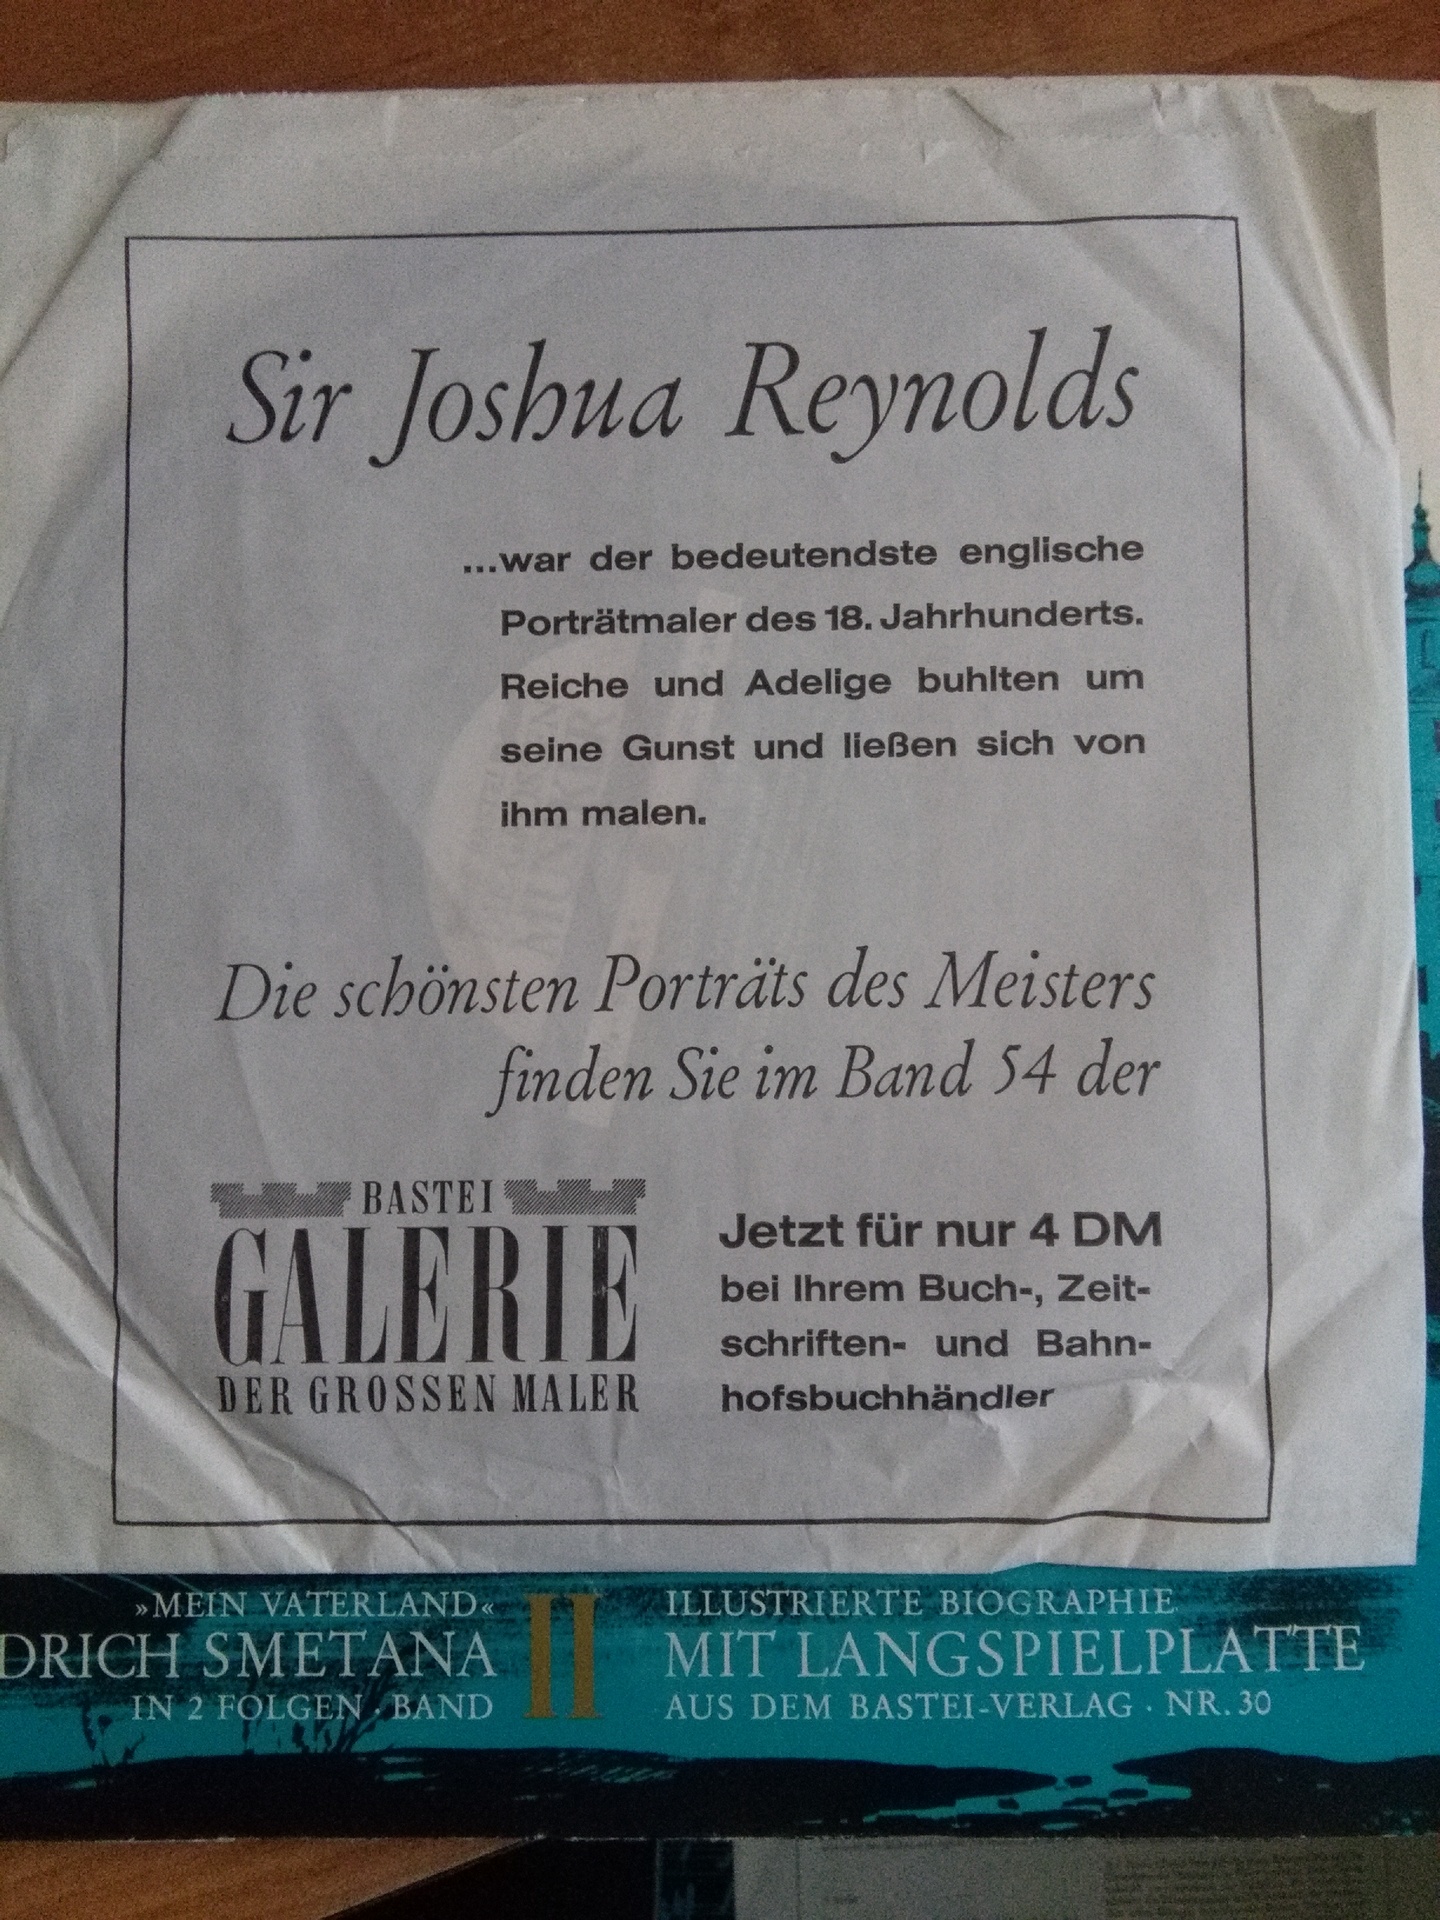 Sir Joshua Reynolds
...war der bedeutendste englische
Porträtmaler des 18. Jahrhunderts.
Reiche und Adelige buhlten um
seine Gunst und ließen sich von
ihm malen.
Die schönsten Porträts des Meisters
finden Sie im Band 54 der
BASTEI
GALERIE
DER GROSSEN MALER
Jetzt für nur 4 DM
bei Ihrem Buch-, Zeit-
schriften- und Bahn-
hofsbuchhändler
»MEIN VATERLAND«
DRICH SMETANA
IN 2 FOLGEN · BAND
II
ILLUSTRIERTE BIOGRAPHIE
MIT LANGSPIELPLATTE
AUS DEM BASTEI-VERLAG · NR. 30